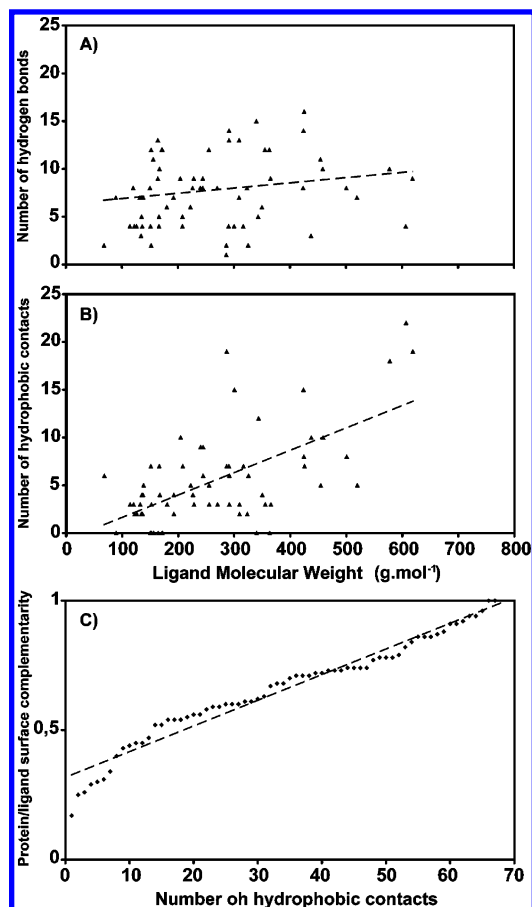 A)
Number of hydrogen bonds
25
20
15
10
5
0
B)
Number of hydrophobic contacts
25
20
15
10
5
0
0 100 200 300 400 500 600 700 800
Ligand Molecular Weight (g.mol-1)
C)
Protein/ligand surface complementarity
1
0,5
0
0 10 20 30 40 50 60 70
Number oh hydrophobic contacts